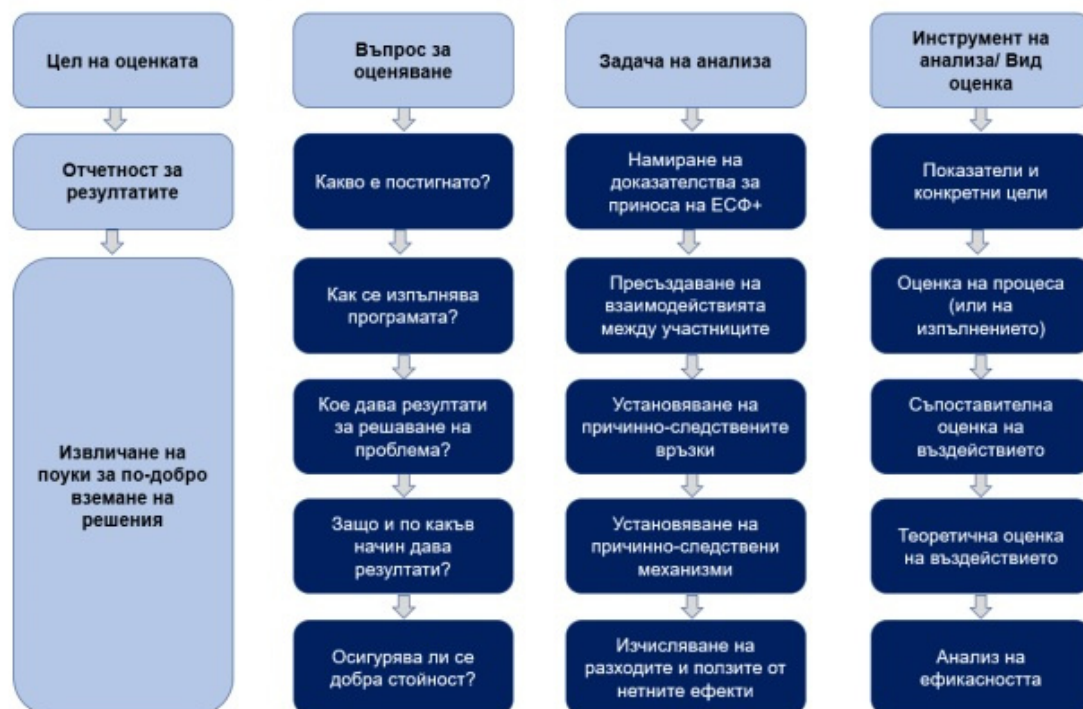 Цел на оценката
Отчетност за
резултатите
Извличане на
поуки за по-добро
вземане на
решения
Въпрос за
оценяване
Какво е постигнато?
Как се изпълнява
програмата?
Кое дава резултати
за решаване на
проблема?
Защо и по какъв
начин дава
резултати?
Осигурява ли се
добра стойност?
Задача на анализа
Намиране на
доказателства за
приноса на ЕСФ+
Пресъздаване на
взаимодействията
между участниците
Установяване на
причинно-следствените
връзки
Установяване на
причинно-следствени
механизми
Изчисляване на
разходите и ползите от
нетните ефекти
Инструмент на
анализа/ Вид
оценка
Показатели и
конкретни цели
Оценка на процеса
(или на
изпълнението)
Съпоставителна
оценка на
въздействието
Теоретична оценка
на въздействието
Анализ на
ефикасността